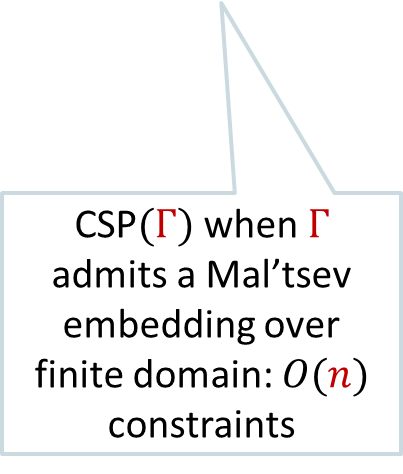 CSP(Γ) when Γ
admits a Mal’tsev
embedding over
finite domain: O(n)
constraints